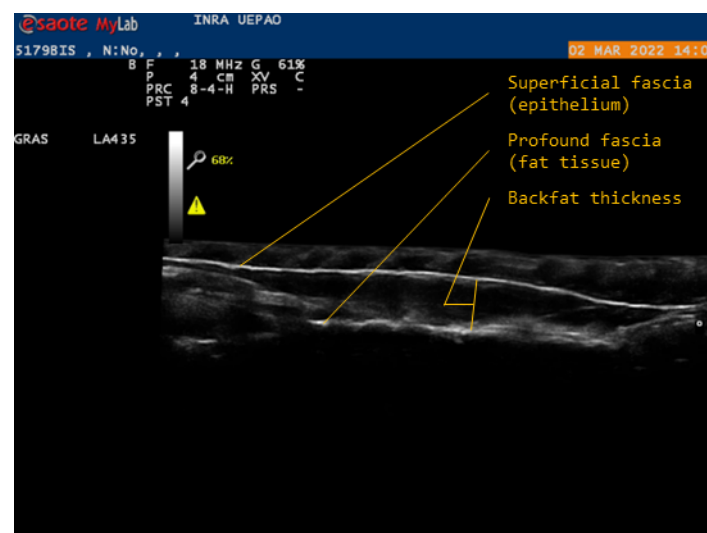 esaote MyLab INRA UEPAO
5179BIS , N:No, , ,
02 MAR 2022 14:0
B F 18 MHz G 61%
P 4 cm XV C
PRC 8-4-H PRS -
PST 4
GRAS LA435
68%
Superficial fascia
(epithelium)
Profound fascia
(fat tissue)
Backfat thickness